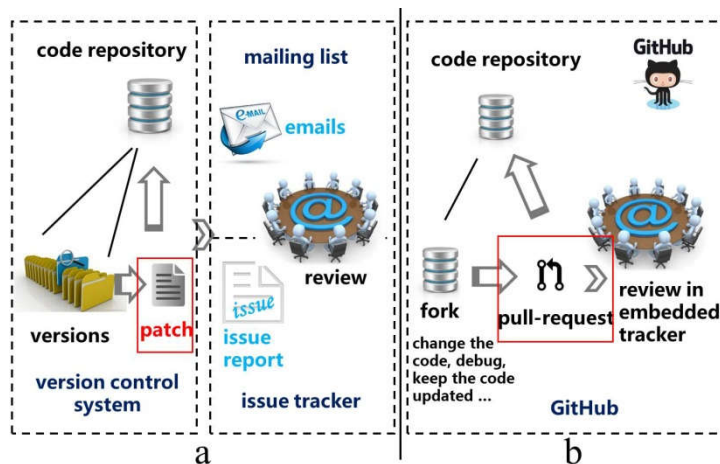 code repository
versions
patch
version control
system
mailing list
e-MAIL
emails
@
review
issue
issue
report
issue tracker
a
GitHub
code repository
@
fork
pull-request
review in
embedded
tracker
change the
code, debug,
keep the code
updated ...
GitHub
b